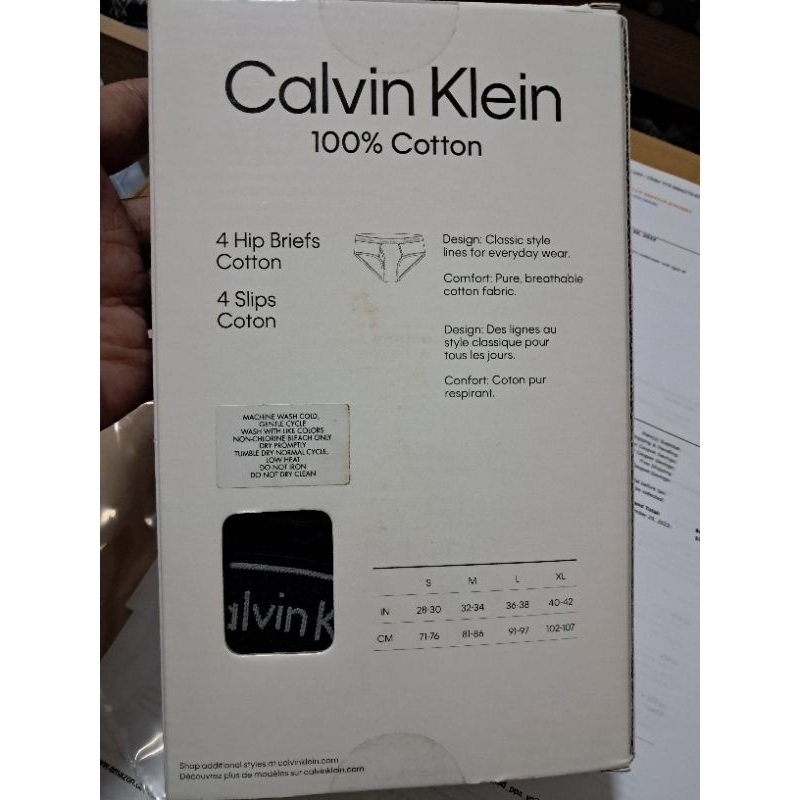 Calvin Klein
100% Cotton
4 Hip Briefs
Cotton
4 Slips
Coton
Design: Classic style
lines for everyday wear.
Comfort: Pure, breathable
cotton fabric.
Design: Des lignes au
style classique pour
tous les jours.
Confort: Coton pur
respirant.
MACHINE WASH COLD,
GENTLE CYCLE
WASH WITH LIKE COLORS
NON-CHLORINE BLEACH ONLY
DRY PROMPTLY
TUMBLE DRY NORMAL CYCLE,
LOW HEAT
DO NOT IRON
DO NOT DRY CLEAN
alvin K
S M L XL
IN 28-30 32-34 36-38 40-42
CM 71-76 81-86 91-97 102-107
Shop additional styles at calvinklein.com
Découvrez plus de modèles sur calvinklein.com
www.amazon.c